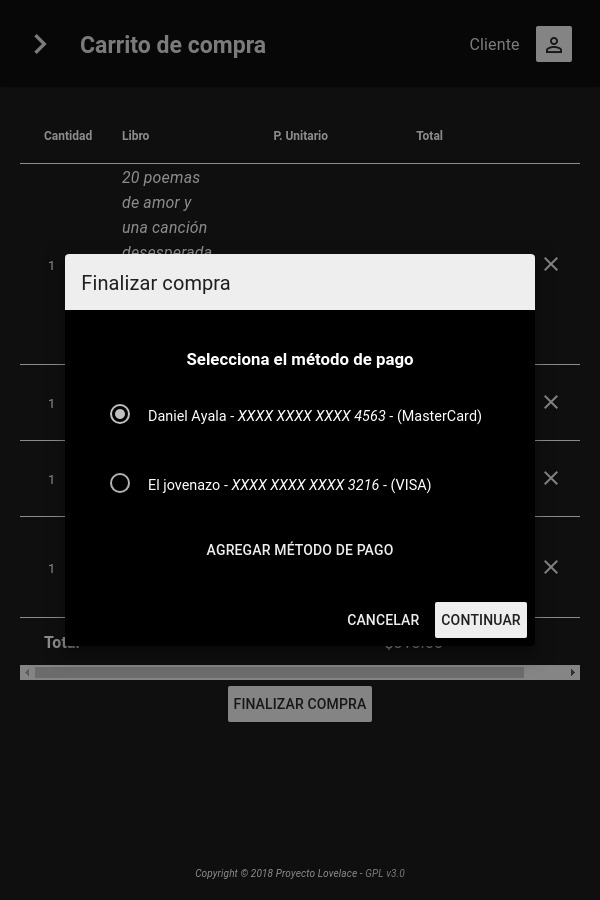 Carrito de compra
Cliente
Cantidad Libro P. Unitario Total
20 poemas
de amor y
una canción
desesperada
1
Finalizar compra
Selecciona el método de pago
1
Daniel Ayala - XXXX XXXX XXXX 4563 - (MasterCard)
1
El jovenazo - XXXX XXXX XXXX 3216 - (VISA)
AGREGAR MÉTODO DE PAGO
1
CANCELAR CONTINUAR
Total
FINALIZAR COMPRA
Copyright © 2018 Proyecto Lovelace - GPL v3.0